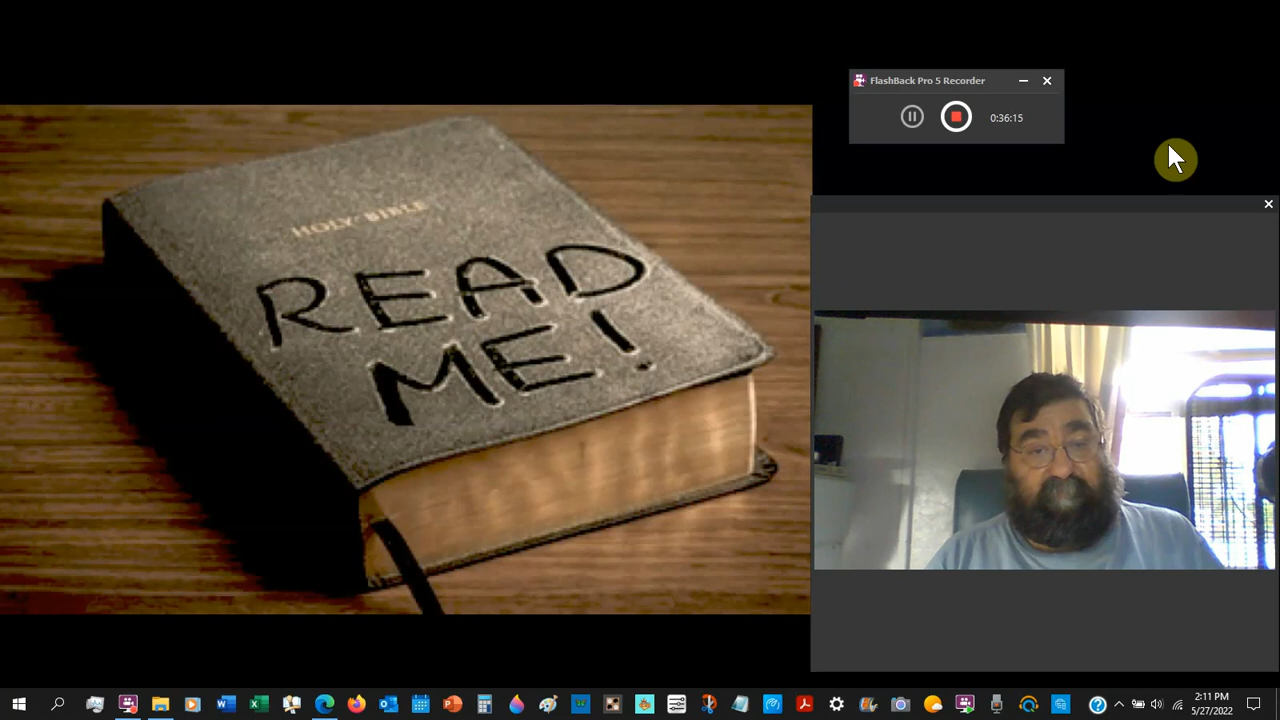 FlashBack Pro 5 Recorder
0:36:15
HOLY BIBLE
READ
ME!
2:11 PM
5/27/2022